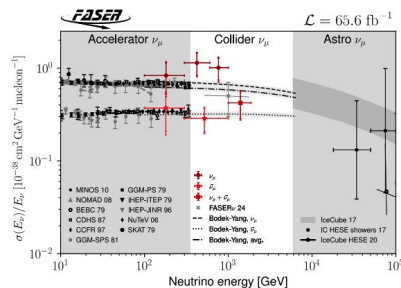 FASER
𝓛 = 65.6 fb⁻¹
Accelerator νμ
Collider νμ
Astro νμ
σ(Eν)/Eν [10⁻³⁸ cm² GeV⁻¹ nucleon⁻¹]
10⁰
10⁻¹
10⁻²
MINOS 10
NOMAD 08
BEBC 79
CDHS 87
CCFR 97
GGM-SPS 81
GGM-PS 79
IHEP-ITEP 79
IHEP-JINR 96
NuTeV 06
SKAT 79
νμ
ν̄μ
νμ + ν̄μ
FASERν 24
Bodek-Yang, νμ
Bodek-Yang, ν̄μ
Bodek-Yang, avg.
IceCube 17
IC HESE showers 17
IceCube HESE 20
10¹
10²
10³
10⁴
10⁵
Neutrino energy [GeV]